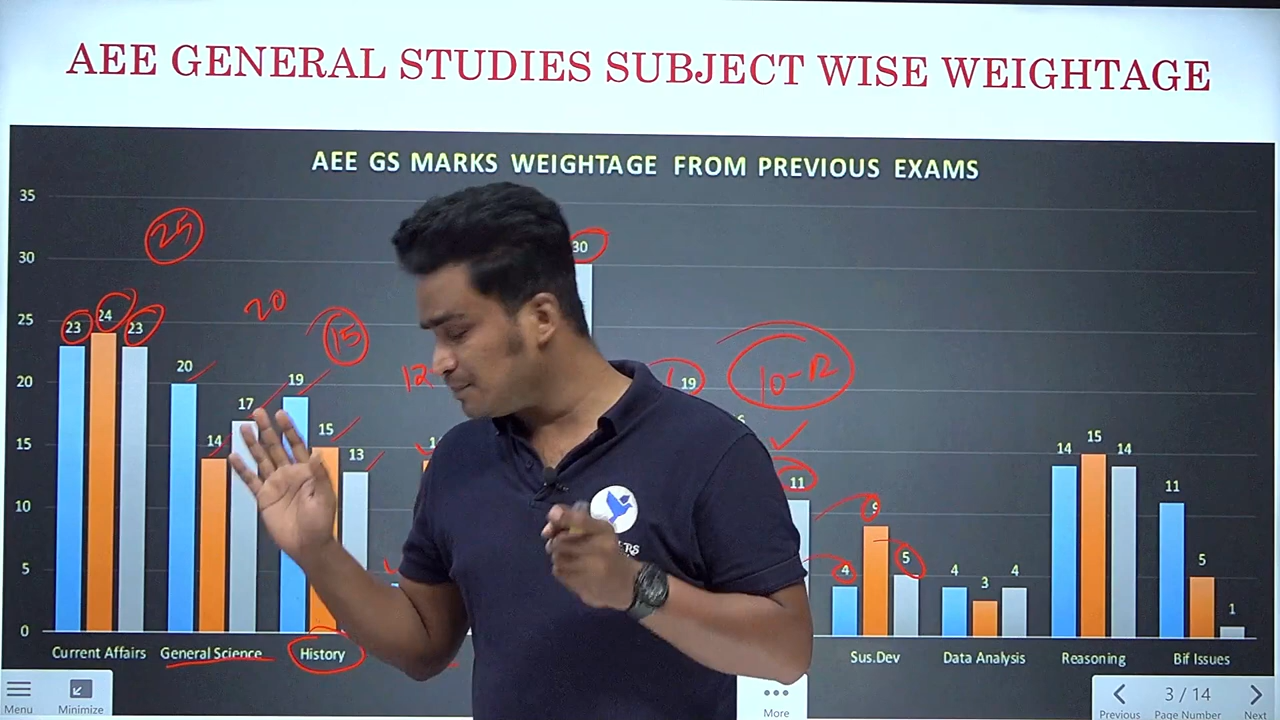 AEE GENERAL STUDIES SUBJECT WISE WEIGHTAGE
AEE GS MARKS WEIGHTAGE FROM PREVIOUS EXAMS
35
30
25
20
15
10
5
0
25
20
15
12
10-12
23 24 23
20 14 17
19 15 13
30
19
11
4 9 5
4 3 4
14 15 14
11 5 1
Current Affairs General Science History Sus.Dev Data Analysis Reasoning Bif Issues
Menu Minimize More Previous 3 / 14 Next
Page Number